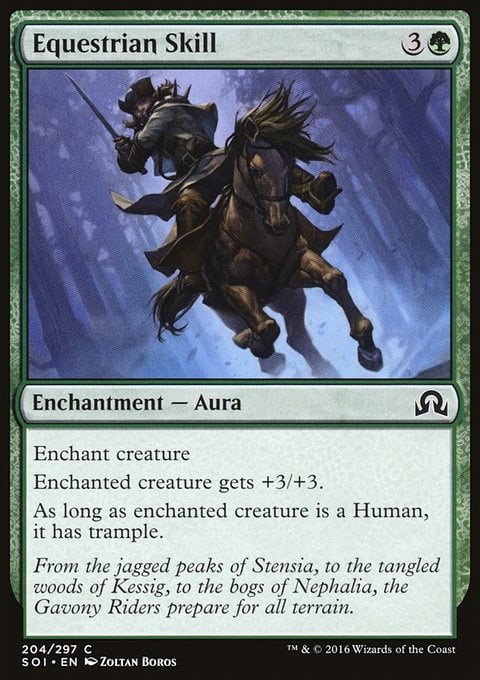 Equestrian Skill 3
Enchantment — Aura
Enchant creature
Enchanted creature gets +3/+3.
As long as enchanted creature is a Human,
it has trample.
From the jagged peaks of Stensia, to the tangled
woods of Kessig, to the bogs of Nephalia, the
Gavony Riders prepare for all terrain.
204/297 C
SOI • EN Zoltan Boros
™ & © 2016 Wizards of the Coast